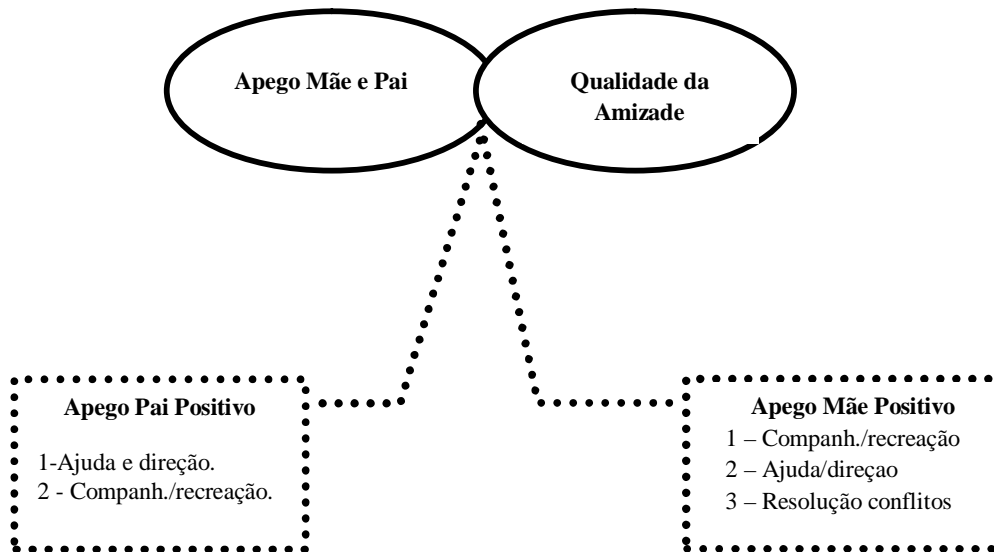 Apego Mãe e Pai
Qualidade da
Amizade
Apego Pai Positivo
1-Ajuda e direção.
2 - Companh./recreação.
Apego Mãe Positivo
1 – Companh./recreação
2 – Ajuda/direçao
3 – Resolução conflitos